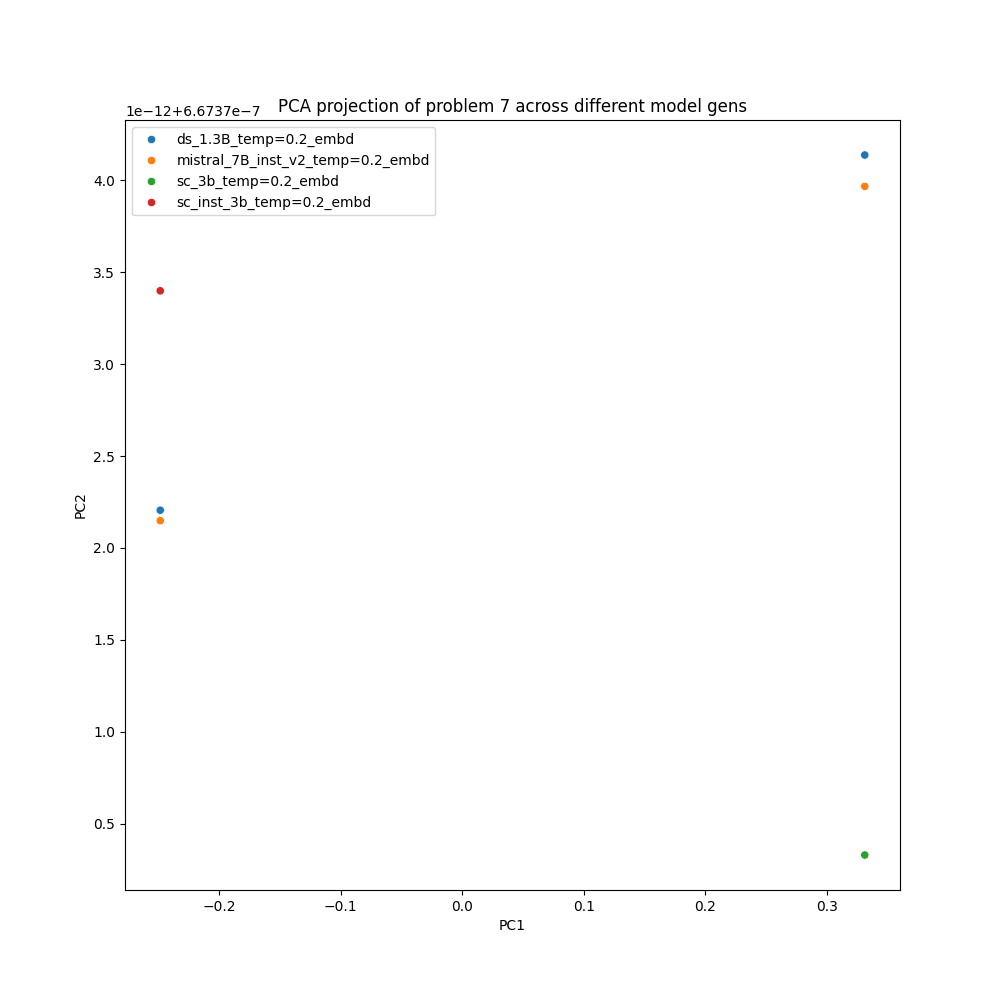 1e−12+6.6737e−7
PCA projection of problem 7 across different model gens
ds_1.3B_temp=0.2_embd
mistral_7B_inst_v2_temp=0.2_embd
sc_3b_temp=0.2_embd
sc_inst_3b_temp=0.2_embd
4.0
3.5
3.0
2.5
2.0
1.5
1.0
0.5
PC2
−0.2
−0.1
0.0
0.1
0.2
0.3
PC1